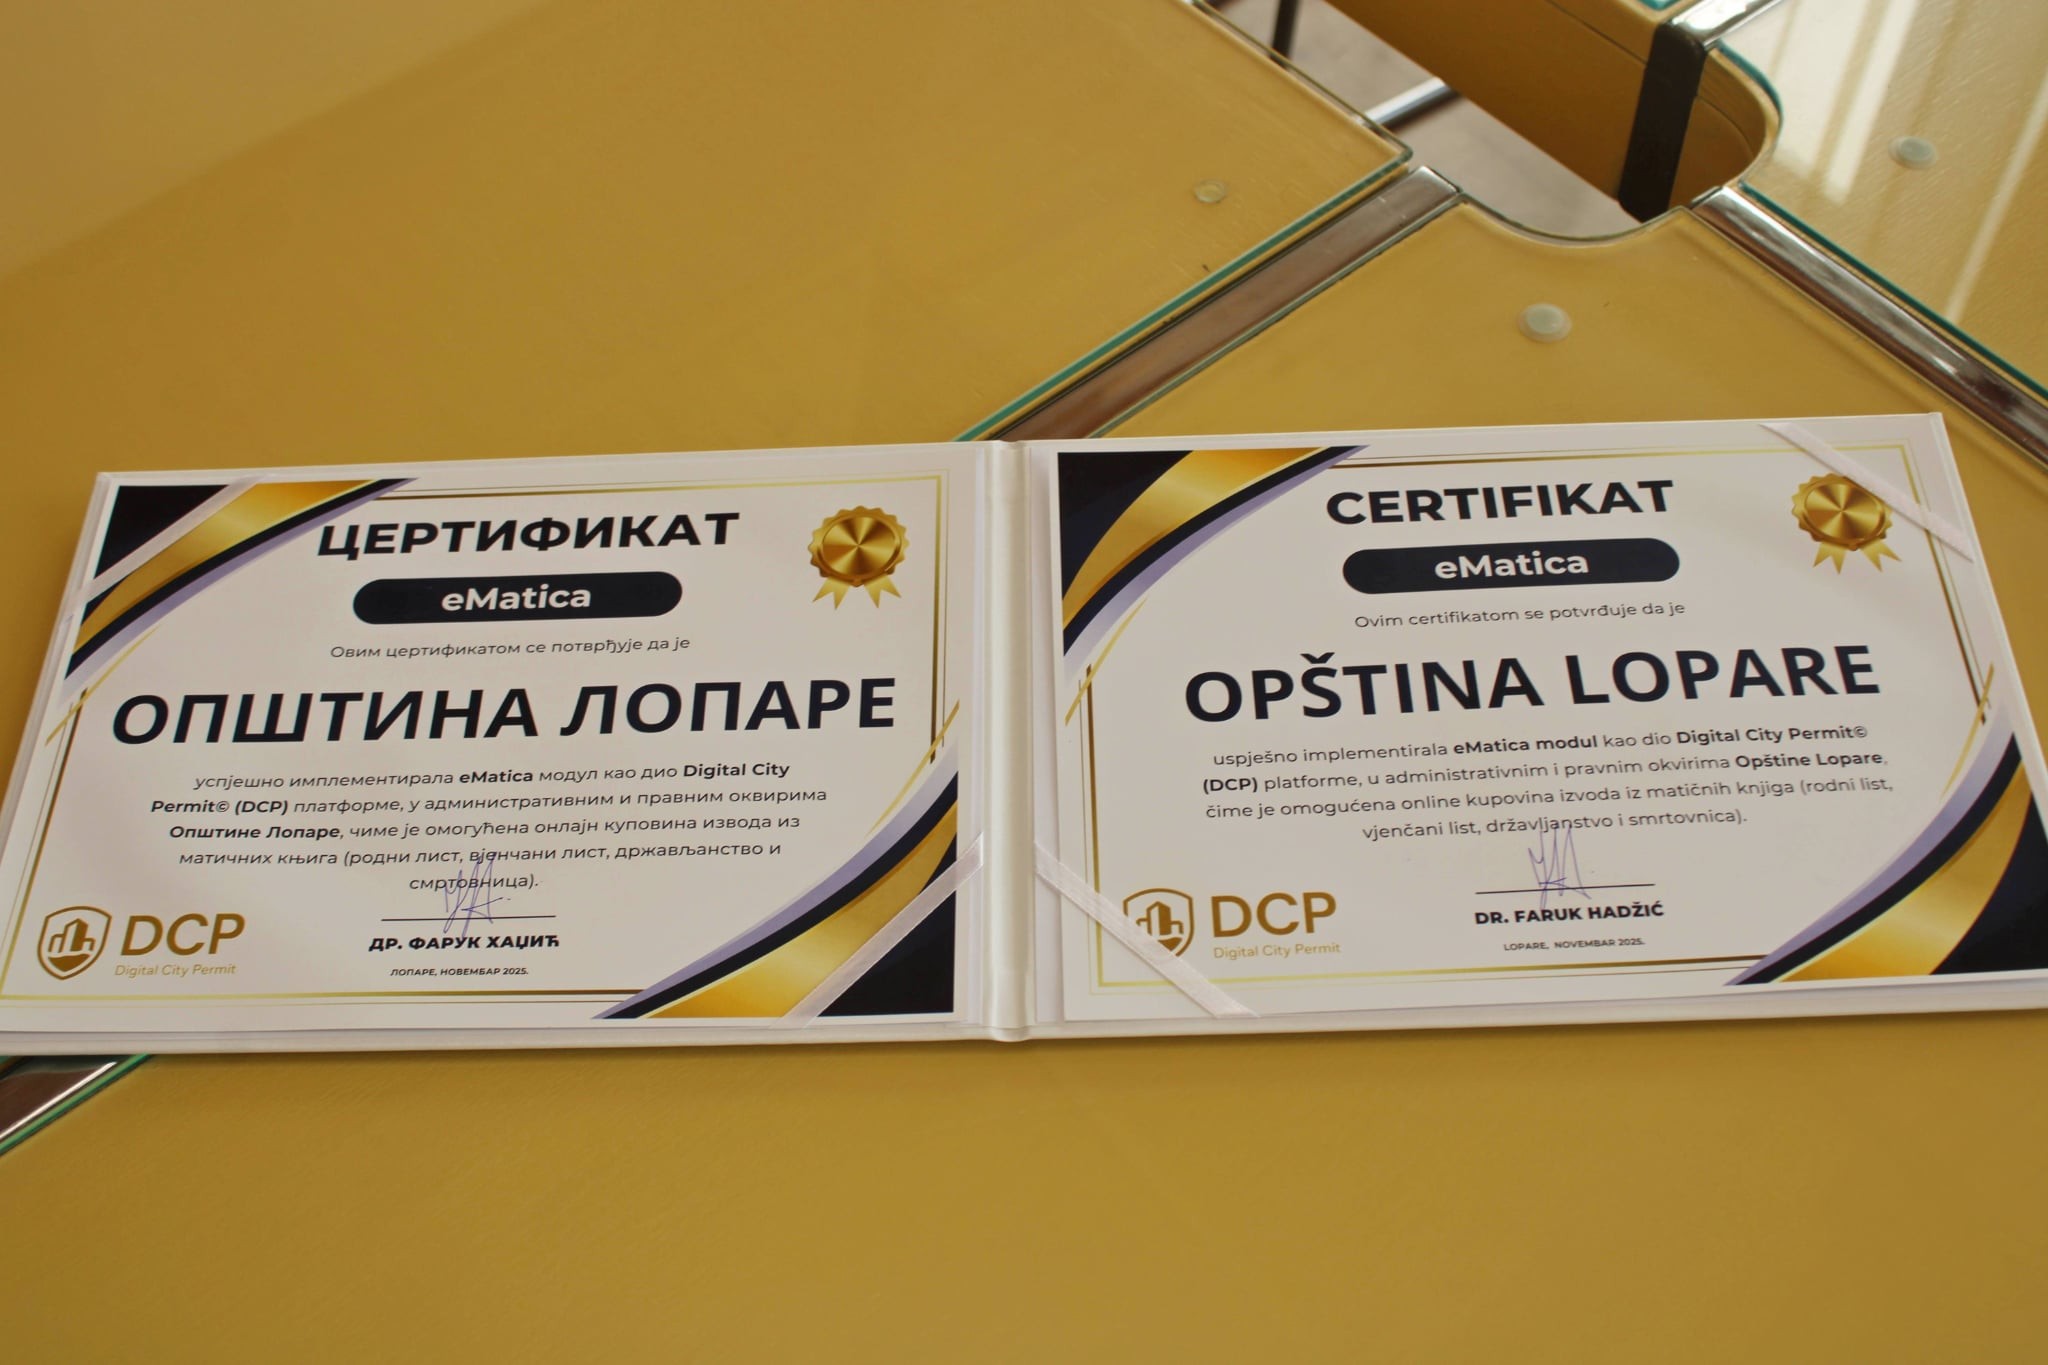 ЦЕРТИФИКАТ
eMatica
Овим цертификатом се потврђује да је
ОПШТИНА ЛОПАРЕ
успјешно имплементирала eMatica модул као дио Digital City
Permit© (DCP) платформе, у административним и правним оквирима
Општине Лопаре, чиме је омогућена онлајн куповина извода из
матичних књига (родни лист, вјенчани лист, држављанство и
смртовница).
ДР. ФАРУК ХАЏИЋ
ЛОПАРЕ, НОВЕМБАР 2025.
DCP
Digital City Permit
CERTIFIKAT
eMatica
Ovim certifikatom se potvrđuje da je
OPŠTINA LOPARE
uspješno implementirala eMatica modul kao dio Digital City Permit©
(DCP) platforme, u administrativnim i pravnim okvirima Opštine Lopare,
čime je omogućena online kupovina izvoda iz matičnih knjiga (rodni list,
vjenčani list, državljanstvo i smrtovnica).
DR. FARUK HADŽIĆ
LOPARE, NOVEMBAR 2025.
DCP
Digital City Permit